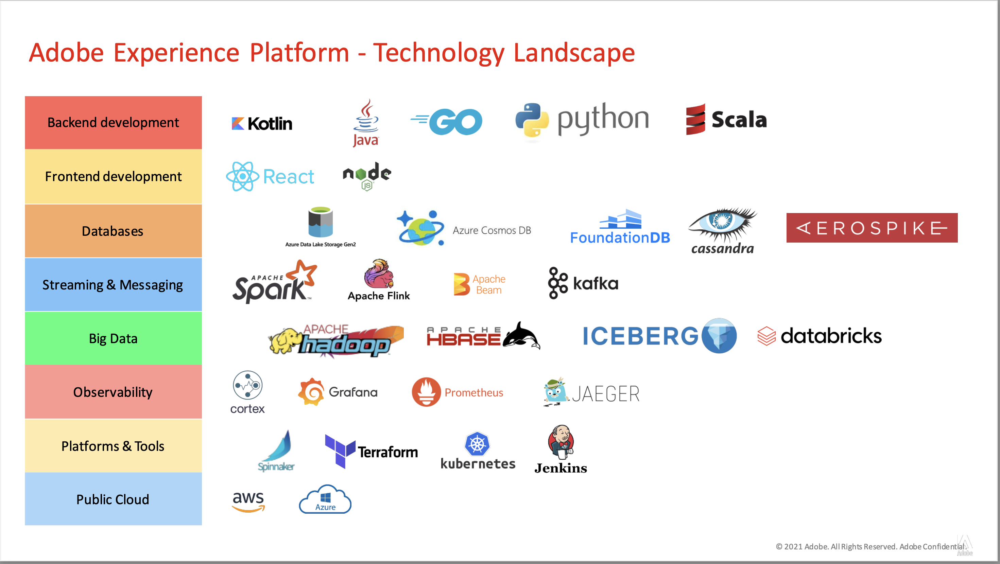 Adobe Experience Platform - Technology Landscape
Backend development
Kotlin
Java
GO
python
Scala
Frontend development
React
node
JS
Databases
Azure Data Lake Storage Gen2
Azure Cosmos DB
FoundationDB
cassandra
AEROSPIKE
Streaming & Messaging
APACHE
Spark™
Apache Flink
Apache
Beam
kafka
Big Data
APACHE
hadoop
APACHE
HBASE
ICEBERG
databricks
Observability
cortex
Grafana
Prometheus
JAEGER
Platforms & Tools
Spinnaker
Terraform
kubernetes
Jenkins
Public Cloud
aws
Azure
© 2021 Adobe. All Rights Reserved. Adobe Confidential.
Adobe